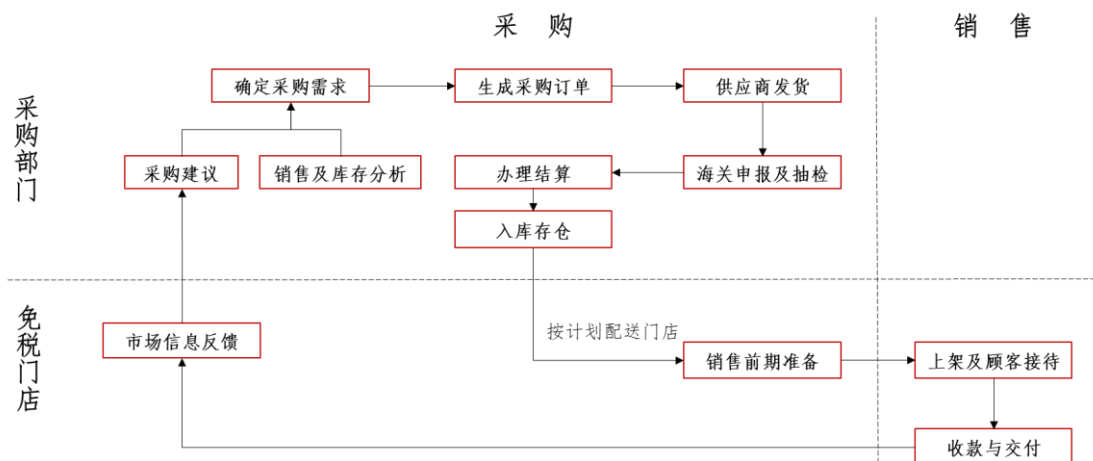 采购
销售
采购部门
确定采购需求
生成采购订单
供应商发货
采购建议
销售及库存分析
办理结算
海关申报及抽检
入库存仓
免税门店
市场信息反馈
按计划配送门店
销售前期准备
上架及顾客接待
收款与交付